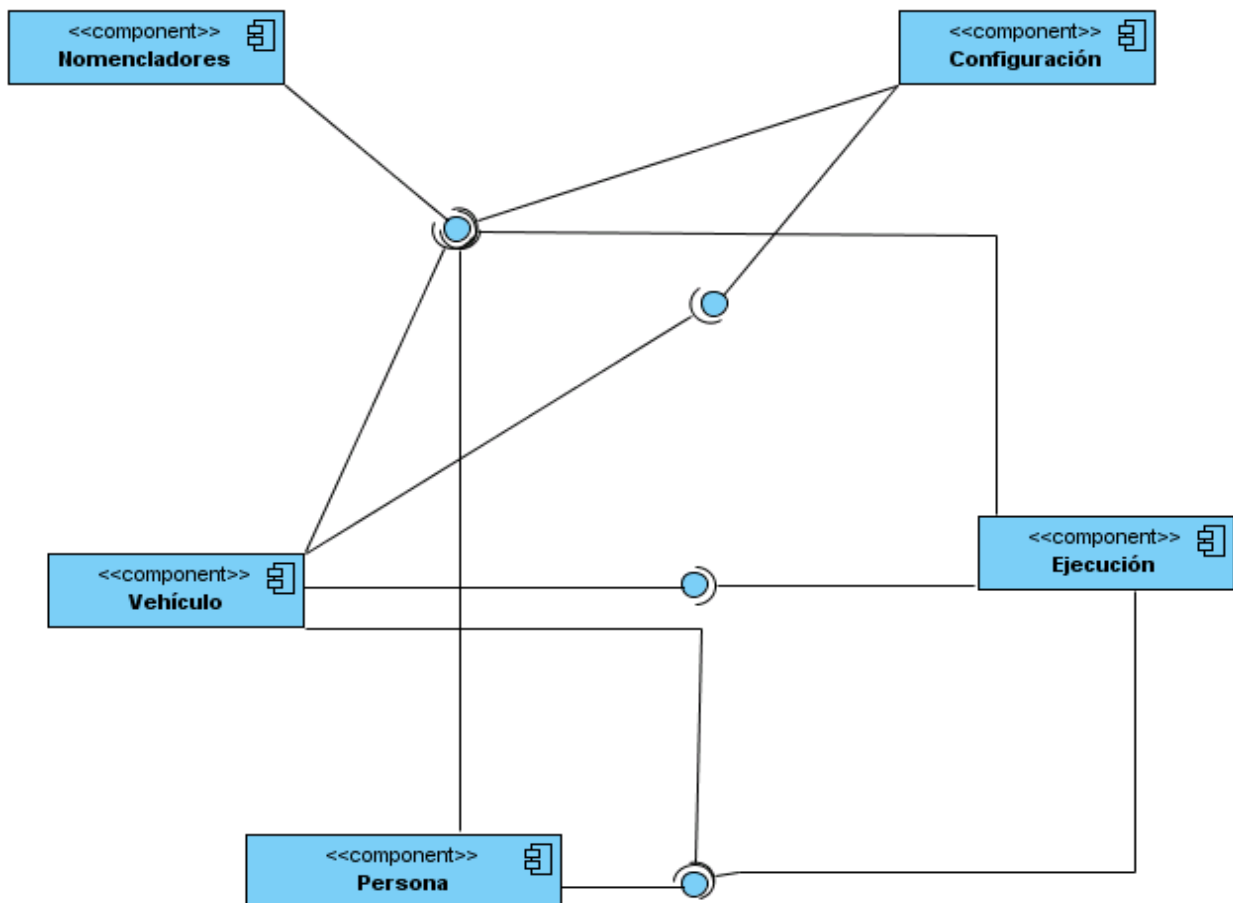 <<component>>
Nomencladores
<<component>>
Configuración
<<component>>
Ejecución
<<component>>
Vehículo
<<component>>
Persona